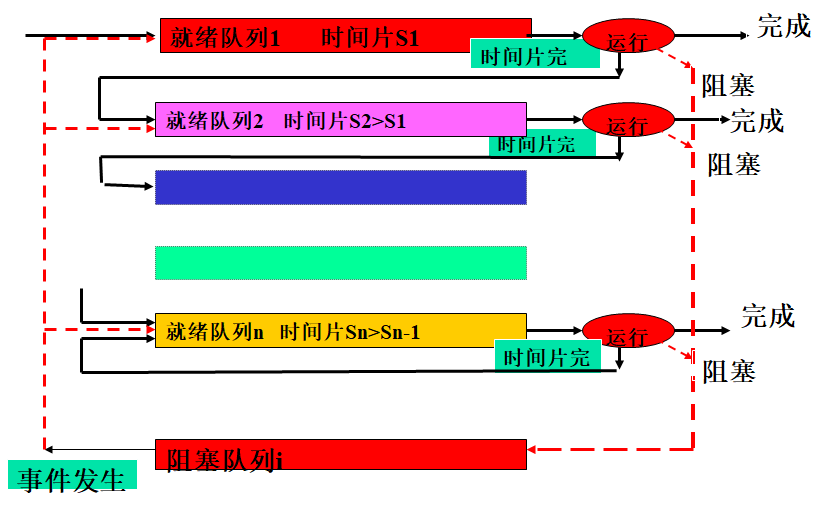 就绪队列1 时间片S1
运行
完成
时间片完
阻塞
就绪队列2 时间片S2>S1
运行
完成
时间片完
阻塞
就绪队列n 时间片Sn>Sn-1
运行
完成
时间片完
阻塞
阻塞队列i
事件发生